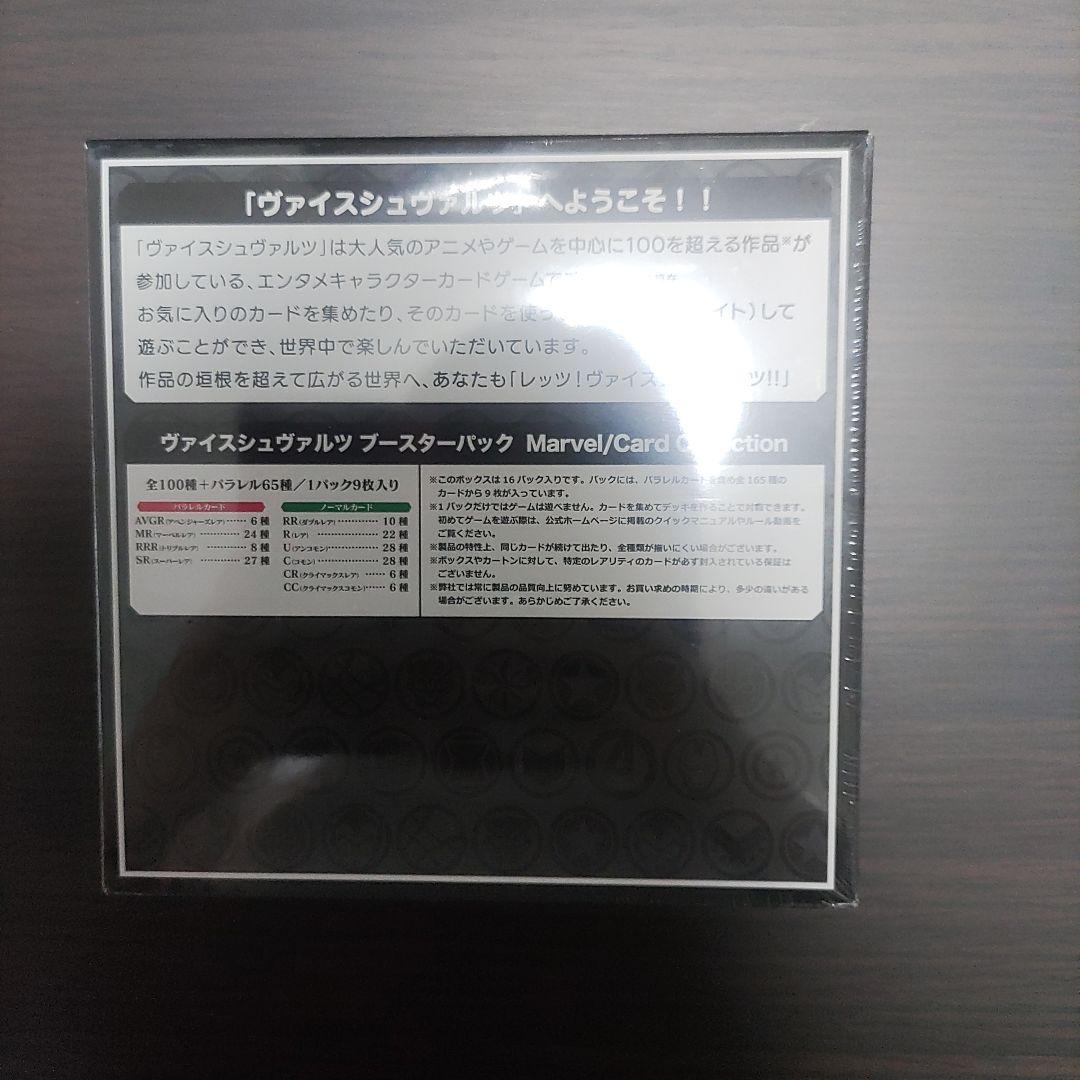 「ヴァイスシュヴァルツ」へようこそ！！
「ヴァイスシュヴァルツ」は大人気のアニメやゲームを中心に100を超える作品※が
参加している、エンタメキャラクターカードゲームで
お気に入りのカードを集めたり、そのカードを使っ イト）して
遊ぶことができ、世界中で楽しんでいただいています。
作品の垣根を超えて広がる世界へ、あなたも「レッツ！ヴァイス ツ!!」
ヴァイスシュヴァルツ ブースターパック Marvel/Card Collection
全100種＋パラレル65種／1パック9枚入り
パラレルカード
AVGR（アベンジャーズレア）……6種
MR（マーベルレア）……24種
RRR（トリプルレア）……8種
SR（スーパーレア）……27種
ノーマルカード
RR（ダブルレア）……10種
R（レア）……22種
U（アンコモン）……28種
C（コモン）……28種
CR（クライマックスレア）……6種
CC（クライマックスコモン）……6種
※このボックスは16パック入りです。パックには、パラレルカードを含め全165種の
カードから9枚が入っています。
※1パックだけではゲームは遊べません。カードを集めてデッキを作ることで対戦できます。
初めてゲームを遊ぶ際は、公式ホームページに掲載のクイックマニュアルやルール動画を
ご覧ください。
※製品の特性上、同じカードが続けて出たり、全種類が揃いにくい場合がございます。
※ボックスやカートンに対して、特定のレアリティのカードが必ず封入されている保証は
ございません。
※弊社では常に製品の品質向上に努めています。お買い求めの時期により、多少の違いがある
場合がございます。あらかじめご了承ください。